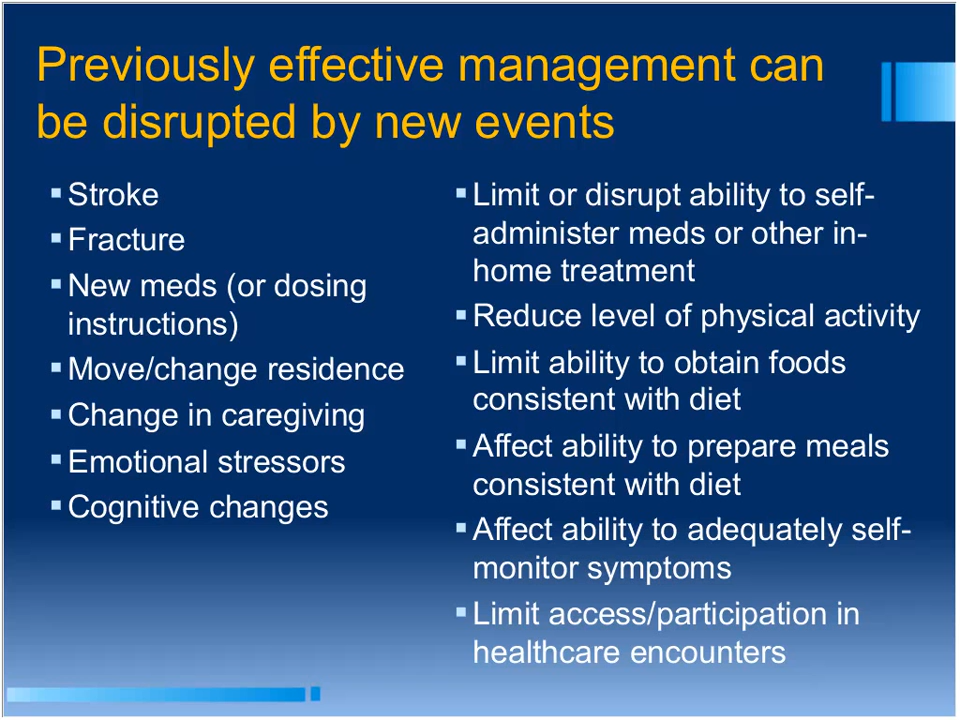 Previously effective management can
be disrupted by new events
▪ Stroke
▪ Fracture
▪ New meds (or dosing
instructions)
▪ Move/change residence
▪ Change in caregiving
▪ Emotional stressors
▪ Cognitive changes
▪ Limit or disrupt ability to self-
administer meds or other in-
home treatment
▪ Reduce level of physical activity
▪ Limit ability to obtain foods
consistent with diet
▪ Affect ability to prepare meals
consistent with diet
▪ Affect ability to adequately self-
monitor symptoms
▪ Limit access/participation in
healthcare encounters